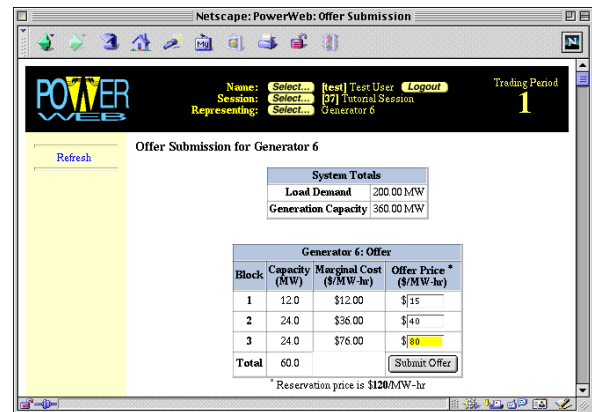 Netscape: PowerWeb: Offer Submission
My
N
POWER
WEB
Name: Select... [test] Test User Logout
Session: Select... [37] Tutorial Session
Representing: Select... Generator 6
Trading Period
1
Refresh
Offer Submission for Generator 6
System Totals
Load Demand 200.00 MW
Generation Capacity 360.00 MW
Generator 6: Offer
Block Capacity (MW) Marginal Cost ($/MW-hr) Offer Price * ($/MW-hr)
1 12.0 $12.00 $ 15
2 24.0 $36.00 $ 40
3 24.0 $76.00 $ 80
Total 60.0 Submit Offer
* Reservation price is $120/MW-hr